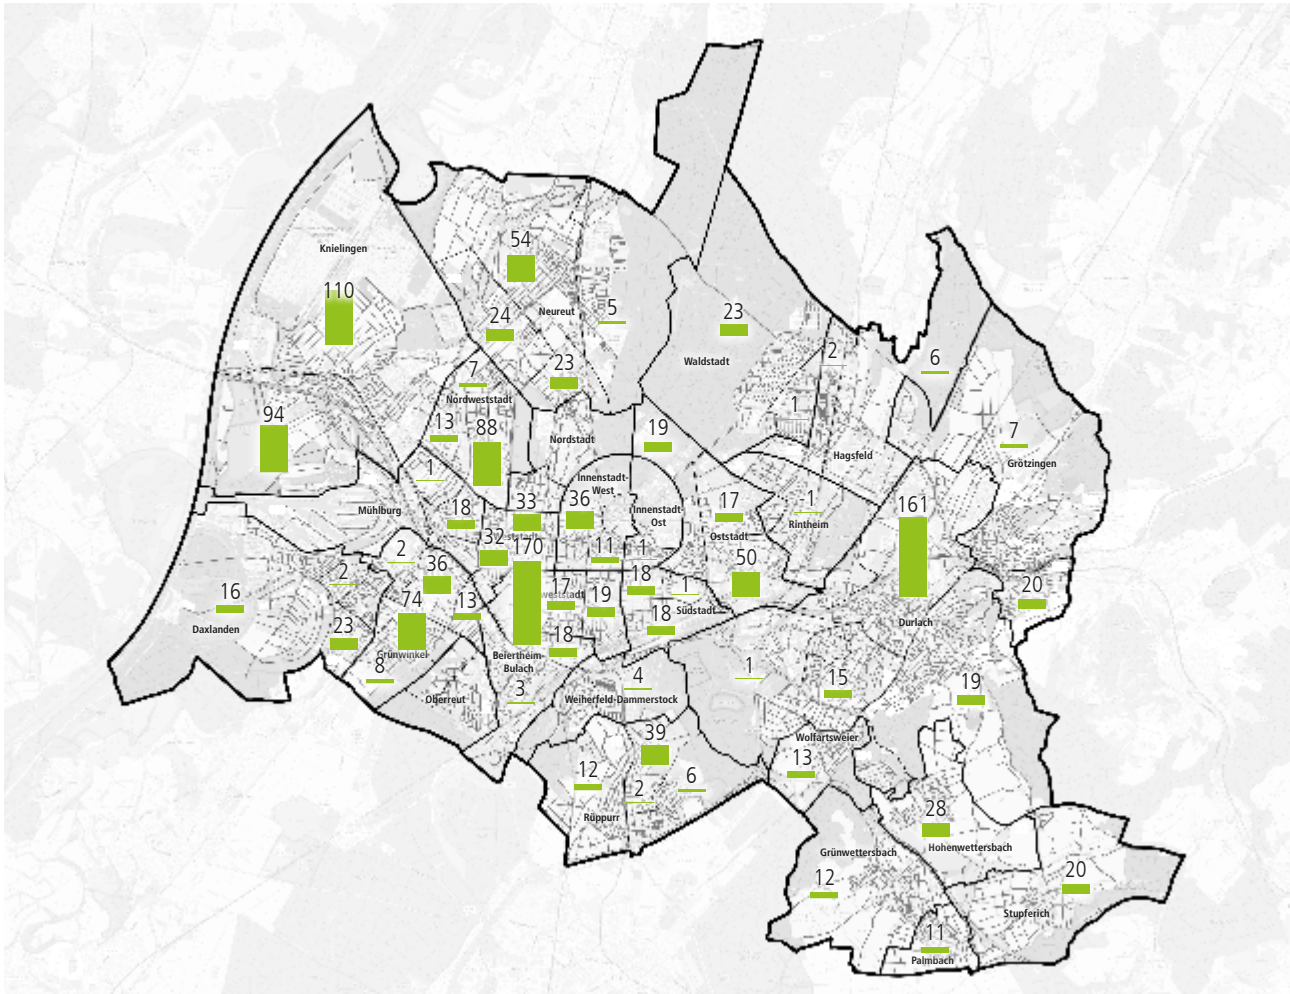 54
Knielingen
110
24
Neureut
5
23
Waldstadt
2
6
23
7
Nordweststadt
1
94
13
88
Nordstadt
19
7
Hagsfeld
Grötzingen
1
Innenstadt-
West
Mühlburg
18
33
36
Innenstadt-
Ost
17
1
Rintheim
161
Oststadt
2
32
170
11
1
50
2
36
17
18
1
20
16
74
13
19
Südstadt
Durlach
Daxlanden
23
18
18
Grünwinkel
8
Beiertheim-
Bulach
Oberreut
3
4
1
15
19
Weiherfeld-Dammerstock
39
Wolfartsweier
12
2
6
13
Rüppurr
28
Grünwettersbach
Hohenwettersbach
12
20
Stupferich
11
Palmbach